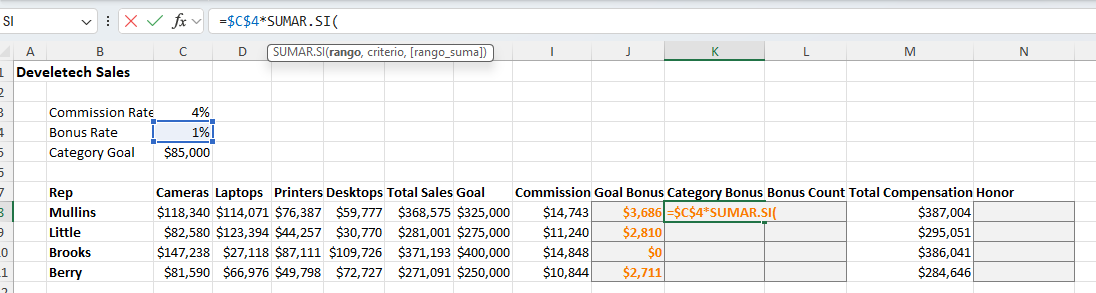 SI fx =$C$4*SUMAR.SI(
A B C D SUMAR.SI(rango, criterio, [rango_suma]) I J K L M N
1 Develetech Sales
2
3 Commission Rate 4%
4 Bonus Rate 1%
5 Category Goal $85,000
7 Rep Cameras Laptops Printers Desktops Total Sales Goal Commission Goal Bonus Category Bonus Bonus Count Total Compensation Honor
8 Mullins $118,340 $114,071 $76,387 $59,777 $368,575 $325,000 $14,743 $3,686 =$C$4*SUMAR.SI( $387,004
9 Little $82,580 $123,394 $44,257 $30,770 $281,001 $275,000 $11,240 $2,810 $295,051
0 Brooks $147,238 $27,118 $87,111 $109,726 $371,193 $400,000 $14,848 $0 $386,041
1 Berry $81,590 $66,976 $49,798 $72,727 $271,091 $250,000 $10,844 $2,711 $284,646